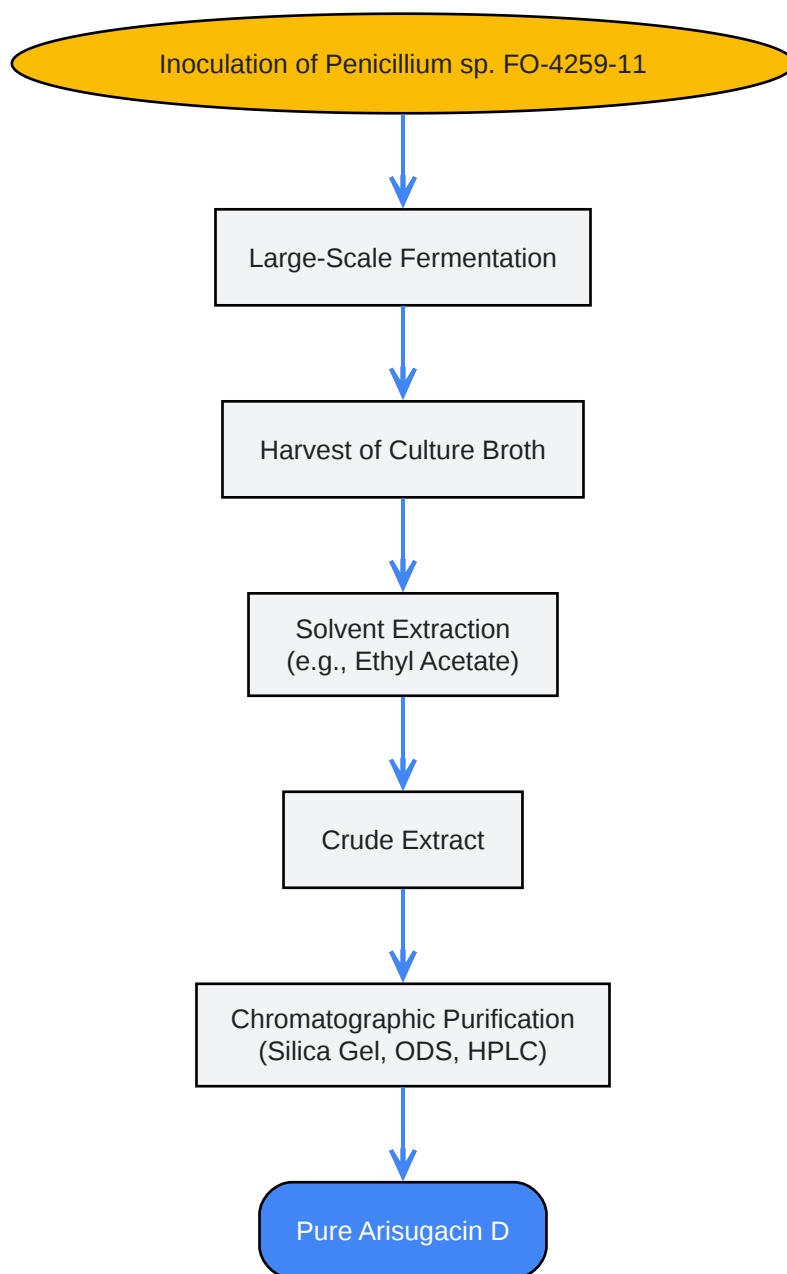 Inoculation of Penicillium sp. FO-4259-11
Large-Scale Fermentation
Harvest of Culture Broth
Solvent Extraction
(e.g., Ethyl Acetate)
Crude Extract
Chromatographic Purification
(Silica Gel, ODS, HPLC)
Pure Arisugacin D